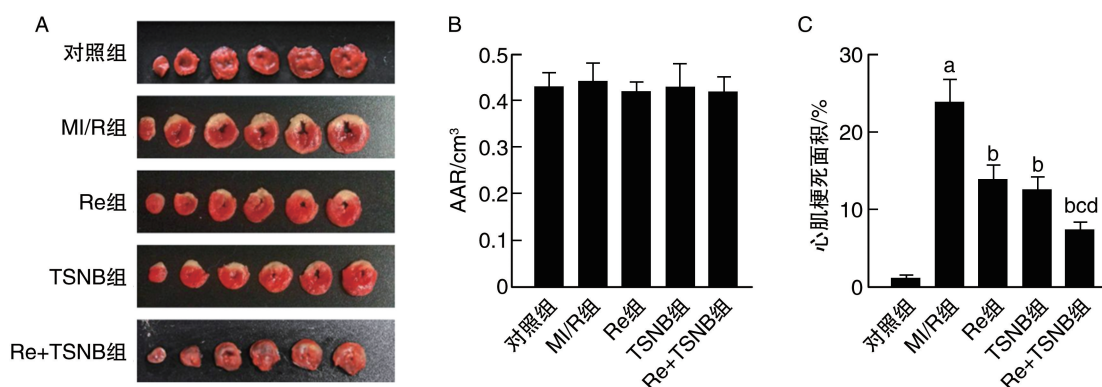 A
对照组
MI/R组
Re组
TSNB组
Re+TSNB组
B
AAR/cm³
0.5
0.4
0.3
0.2
0.1
0
对照组
MI/R组
Re组
TSNB组
Re+TSNB组
C
心肌梗死面积/%
30
20
10
0
a
b
b
bcd
对照组
MI/R组
Re组
TSNB组
Re+TSNB组